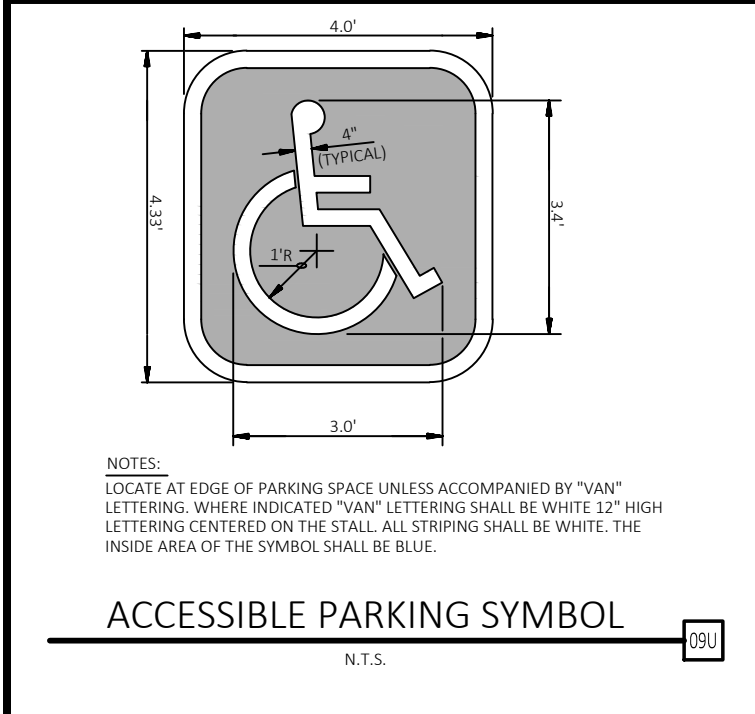 4.0'
4"
(TYPICAL)
4.33'
3.4'
1'R
3.0'
NOTES:
LOCATE AT EDGE OF PARKING SPACE UNLESS ACCOMPANIED BY "VAN"
LETTERING. WHERE INDICATED "VAN" LETTERING SHALL BE WHITE 12" HIGH
LETTERING CENTERED ON THE STALL. ALL STRIPING SHALL BE WHITE. THE
INSIDE AREA OF THE SYMBOL SHALL BE BLUE.
ACCESSIBLE PARKING SYMBOL
09U
N.T.S.